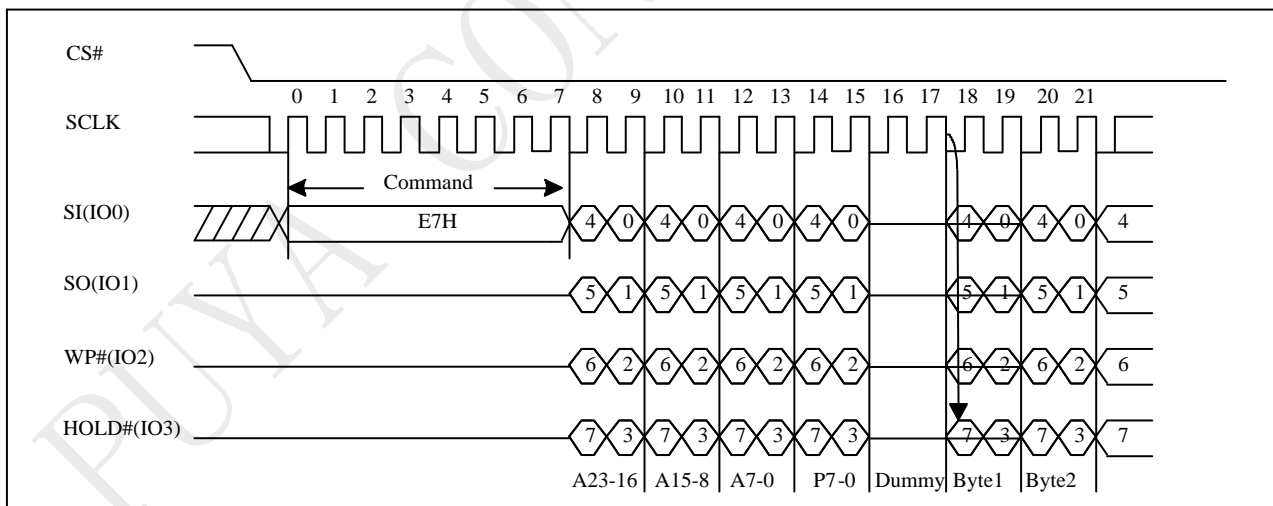 CS#
0 1 2 3 4 5 6 7 8 9 10 11 12 13 14 15 16 17 18 19 20 21
SCLK
Command
SI(IO0) E7H 4 0 4 0 4 0 4 0 4 0 4 0 4
SO(IO1) 5 1 5 1 5 1 5 1 5 1 5 1 5
WP#(IO2) 6 2 6 2 6 2 6 2 6 2 6 2 6
HOLD#(IO3) 7 3 7 3 7 3 7 3 7 3 7 3 7
A23-16 A15-8 A7-0 P7-0 Dummy Byte1 Byte2
PUYA CON